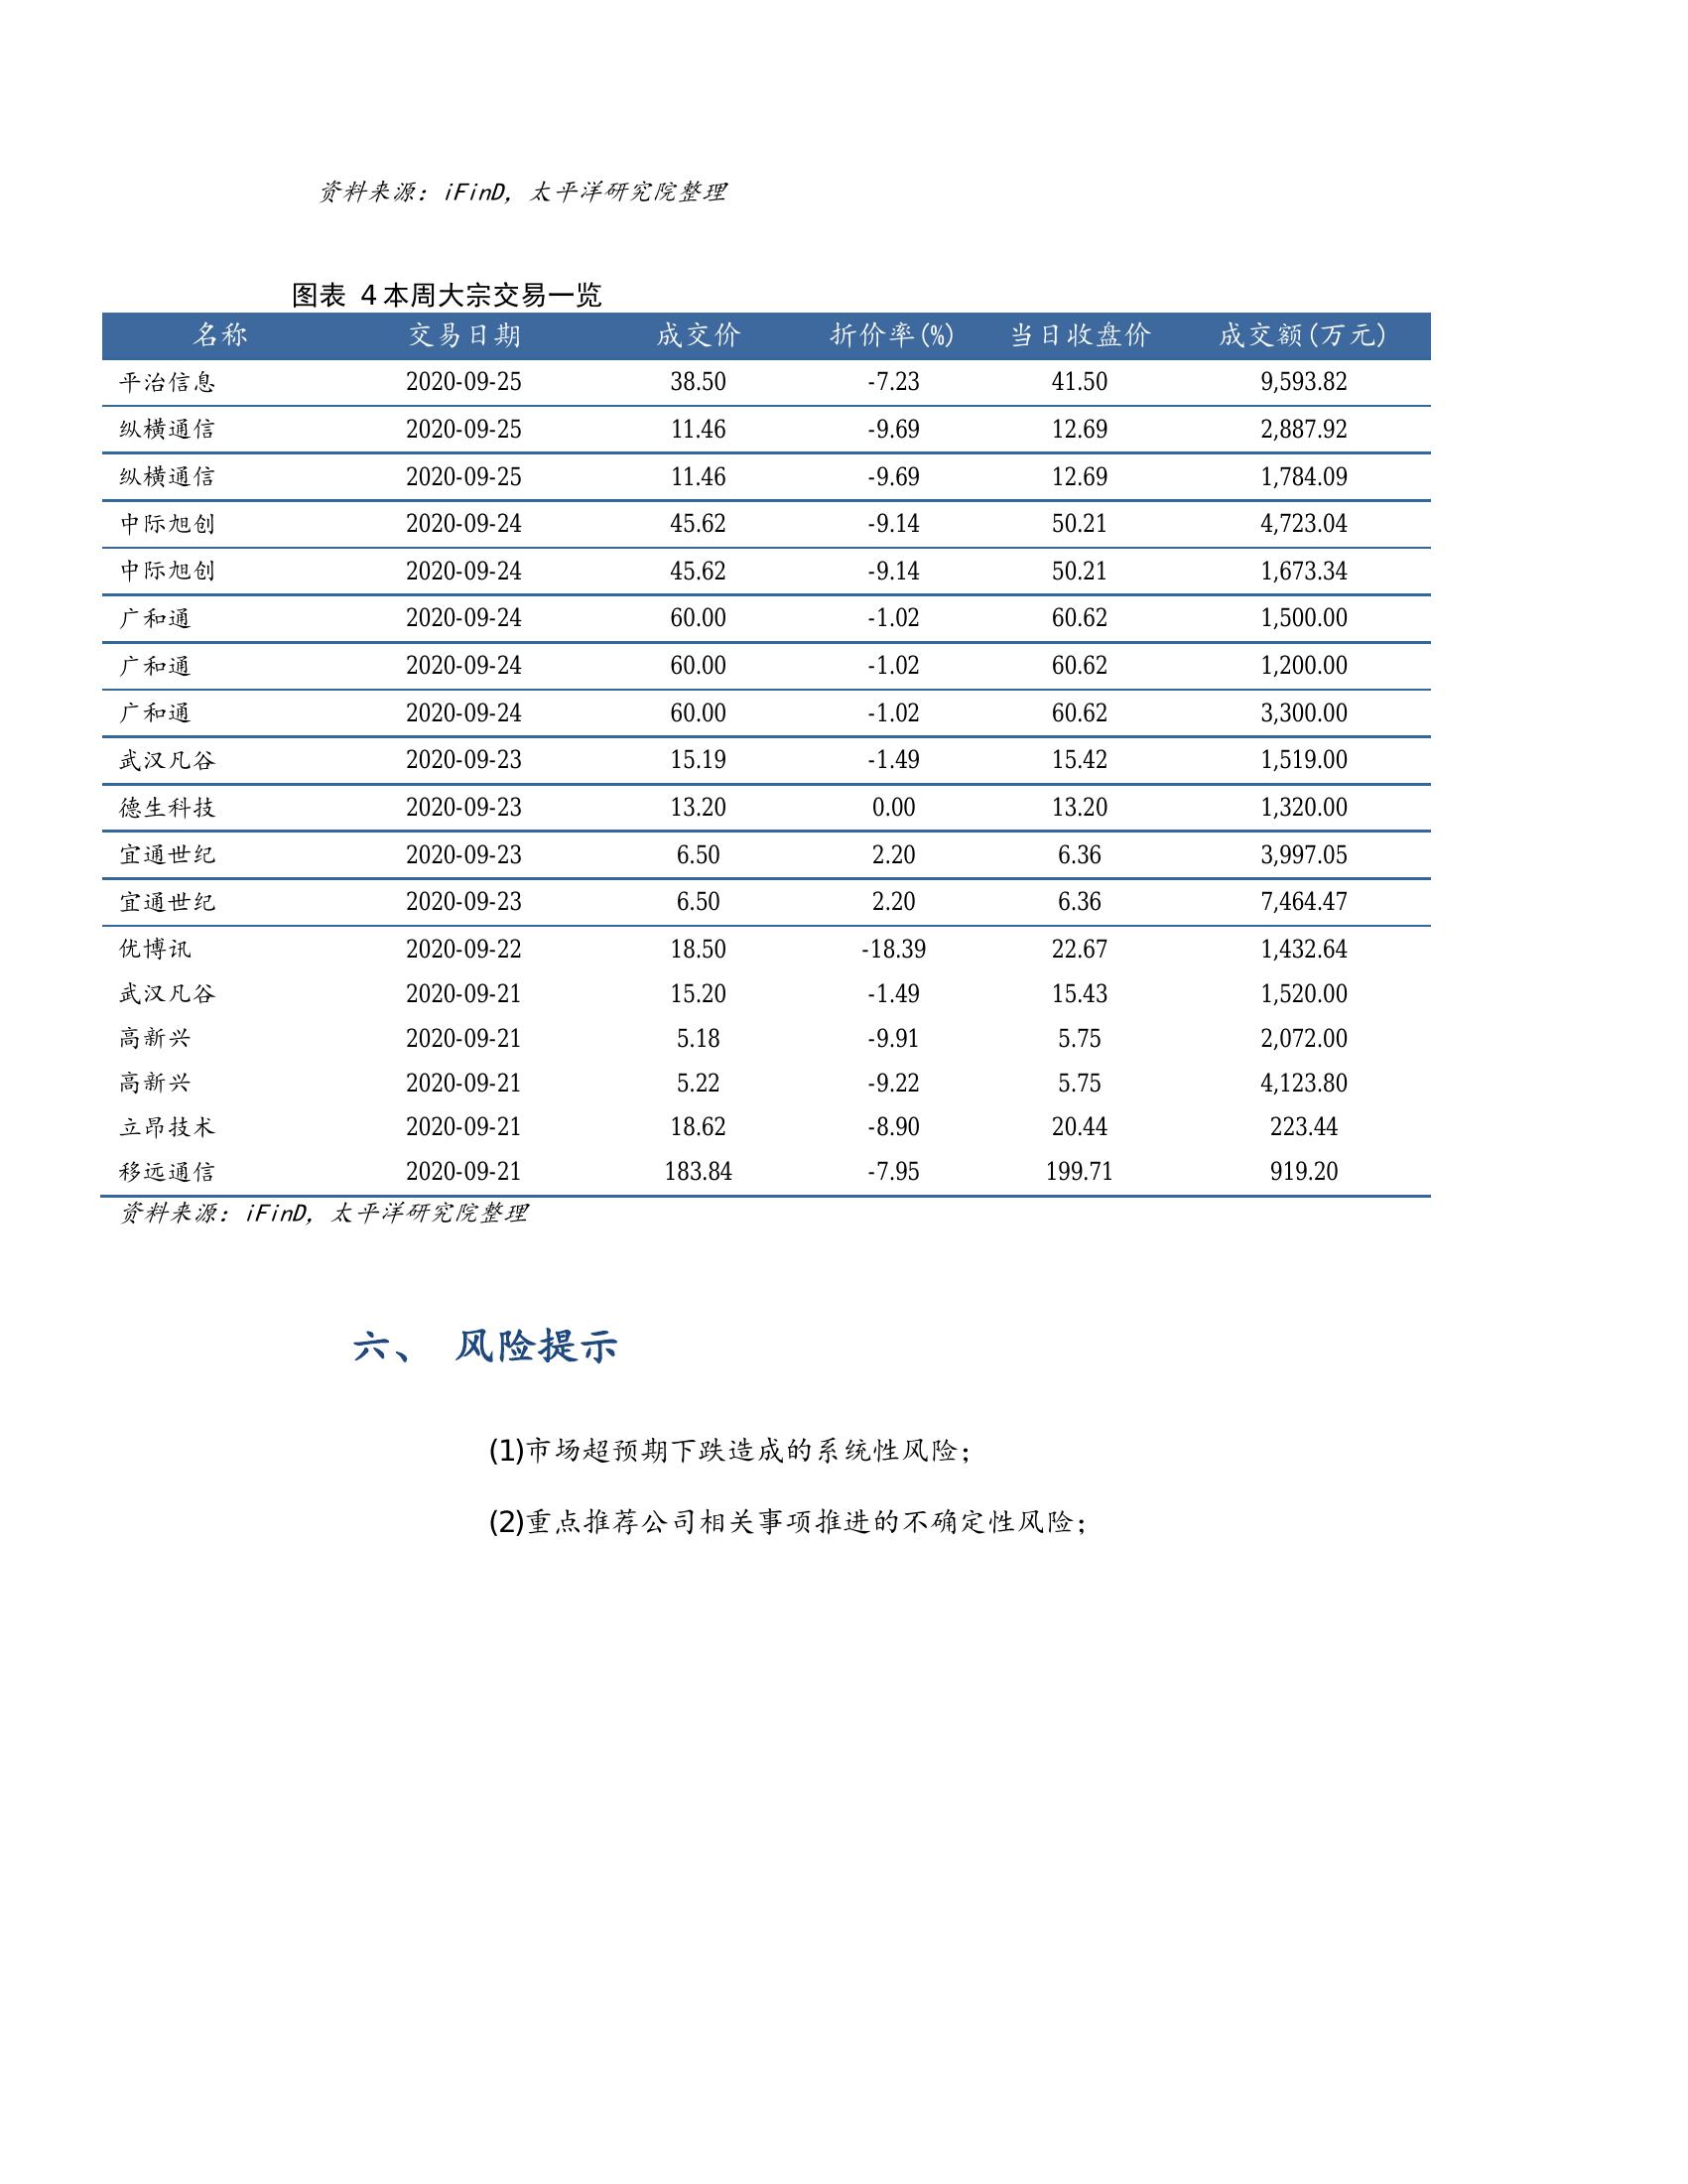 资料来源：iFinD，太平洋研究院整理
图表 4 本周大宗交易一览
名称 交易日期 成交价 折价率(%) 当日收盘价 成交额(万元)
平治信息 2020-09-25 38.50 -7.23 41.50 9,593.82
纵横通信 2020-09-25 11.46 -9.69 12.69 2,887.92
纵横通信 2020-09-25 11.46 -9.69 12.69 1,784.09
中际旭创 2020-09-24 45.62 -9.14 50.21 4,723.04
中际旭创 2020-09-24 45.62 -9.14 50.21 1,673.34
广和通 2020-09-24 60.00 -1.02 60.62 1,500.00
广和通 2020-09-24 60.00 -1.02 60.62 1,200.00
广和通 2020-09-24 60.00 -1.02 60.62 3,300.00
武汉凡谷 2020-09-23 15.19 -1.49 15.42 1,519.00
德生科技 2020-09-23 13.20 0.00 13.20 1,320.00
宜通世纪 2020-09-23 6.50 2.20 6.36 3,997.05
宜通世纪 2020-09-23 6.50 2.20 6.36 7,464.47
优博讯 2020-09-22 18.50 -18.39 22.67 1,432.64
武汉凡谷 2020-09-21 15.20 -1.49 15.43 1,520.00
高新兴 2020-09-21 5.18 -9.91 5.75 2,072.00
高新兴 2020-09-21 5.22 -9.22 5.75 4,123.80
立昂技术 2020-09-21 18.62 -8.90 20.44 223.44
移远通信 2020-09-21 183.84 -7.95 199.71 919.20
资料来源：iFinD，太平洋研究院整理
六、 风险提示
(1)市场超预期下跌造成的系统性风险；
(2)重点推荐公司相关事项推进的不确定性风险；